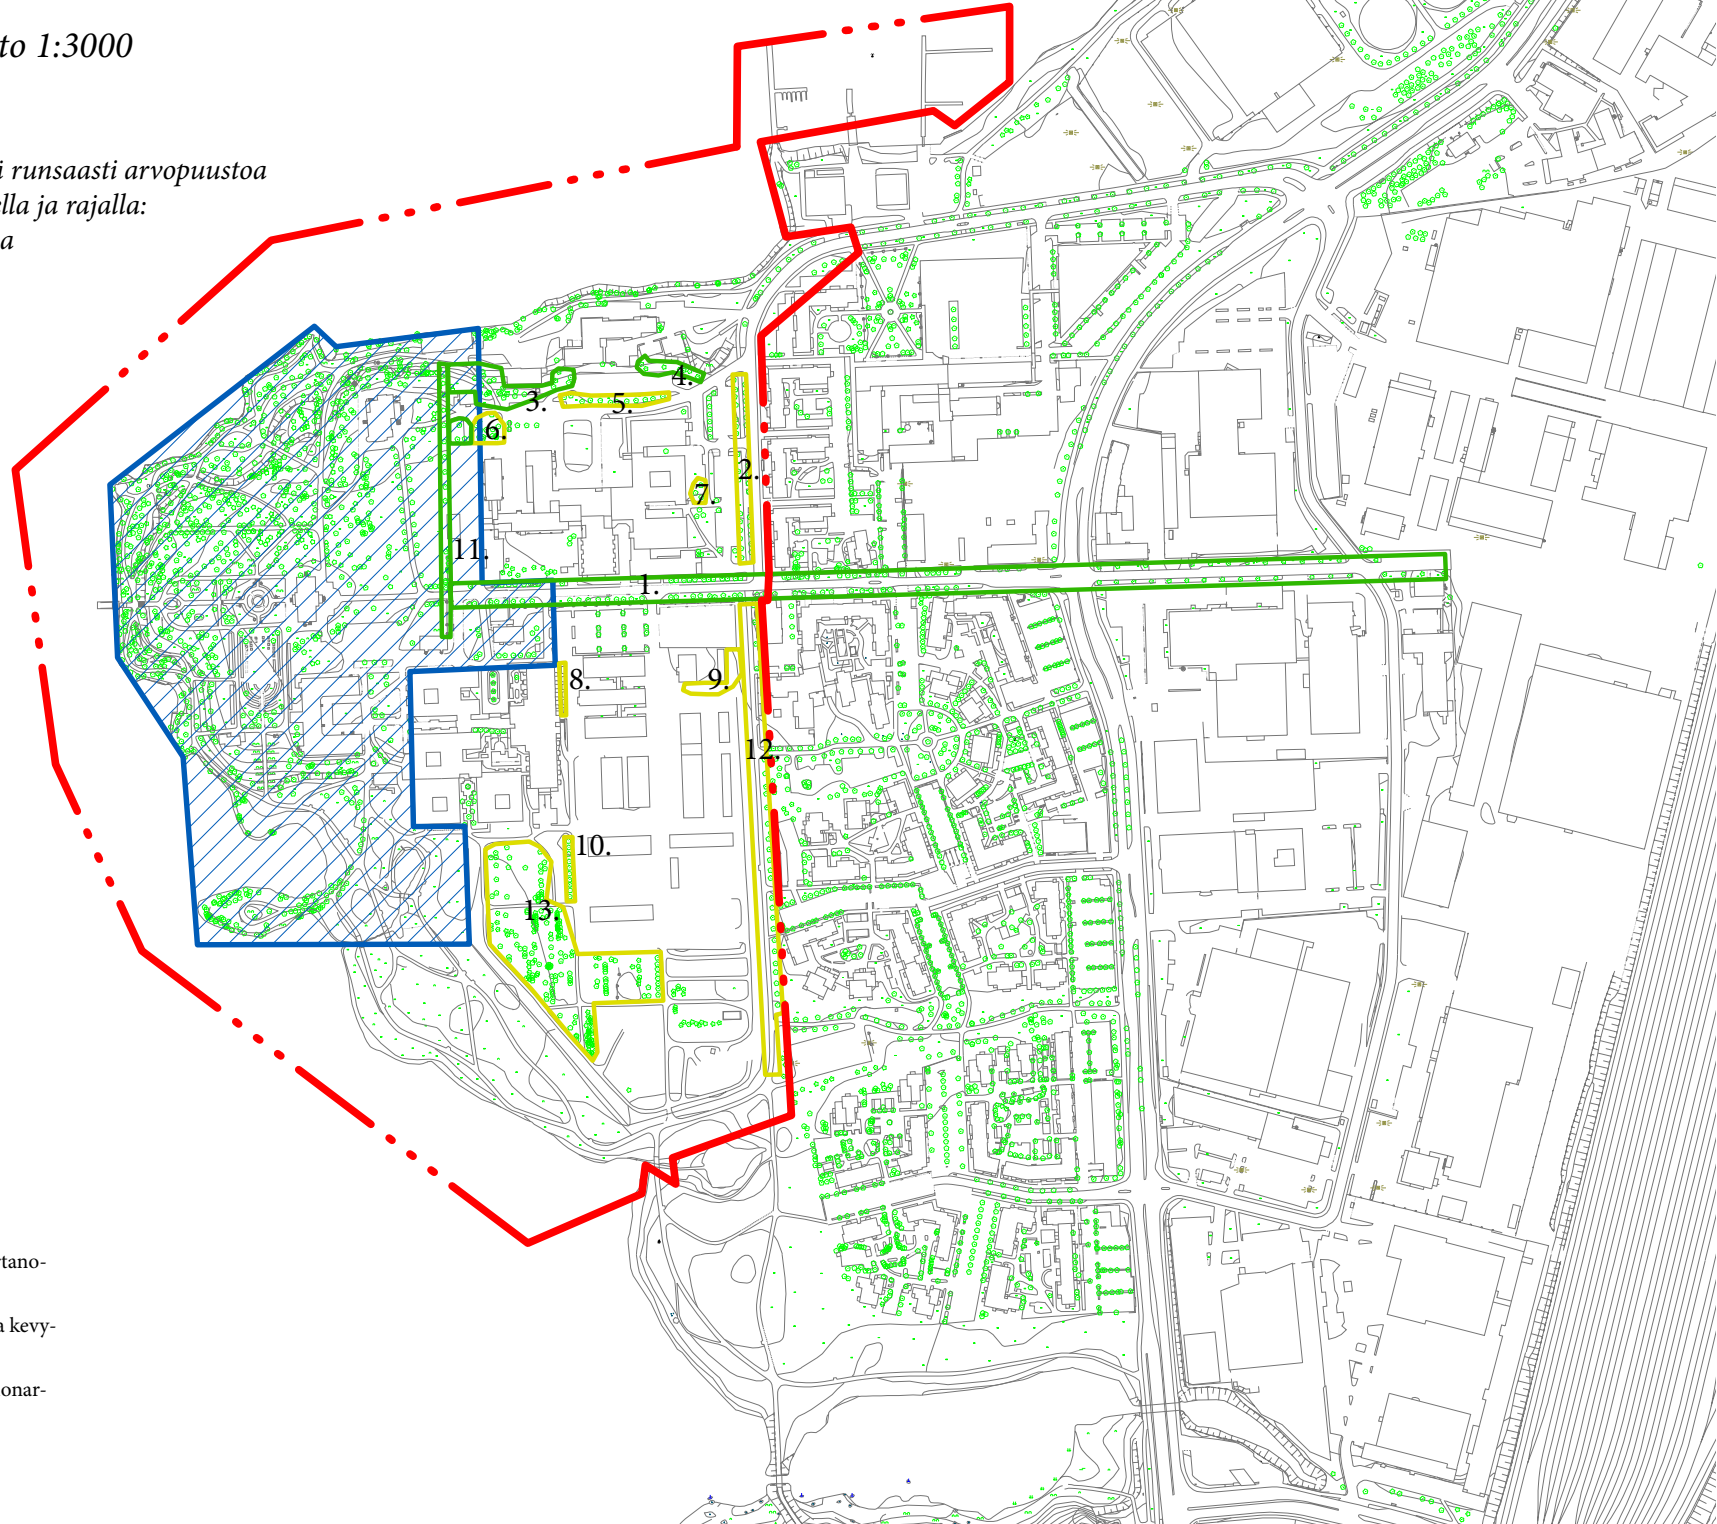 to 1:3000
i runsaasti arvopuustoa
ella ja rajalla:
a
4.
3.
5.
6.
2.
7.
11.
1.
8.
9.
12.
10.
13.
rtano-
a kevy-
onar-